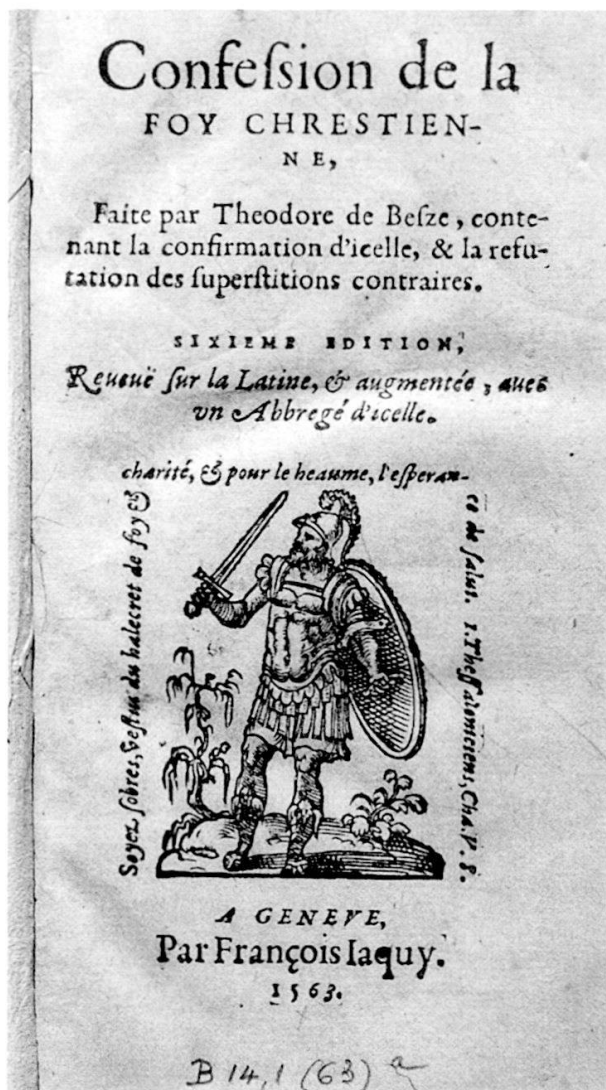 Confeſsion de la
FOY CHRESTIEN-
NE,
Faite par Theodore de Beſze, conte-
nant la confirmation d'icelle, & la refu-
tation des ſuperſtitions contraires.
SIXIEME EDITION,
Reueuë ſur la Latine, & augmentée, auec
vn Abbregé d'icelle.
Soyez ſobres, veſtus du halecret de foy &
charité, & pour le heaume, l'eſperan-
ce de ſalut. 1. Theſſaloniciens, Cha. V. 8.
A GENEVE,
Par François Iaquy.
1563.
B 14,1 (63) a